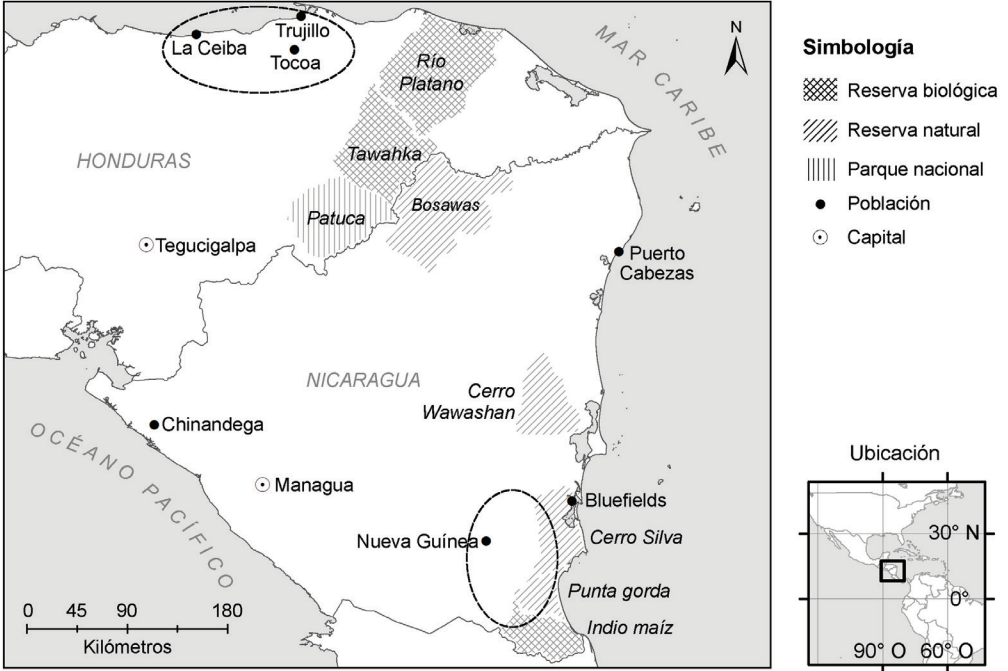 La Ceiba
Trujillo
Tocoa
Río
Platano
MAR CARIBE
N
HONDURAS
Tawahka
Patuca
Bosawas
Tegucigalpa
Puerto
Cabezas
NICARAGUA
Cerro
Wawashan
Chinandega
OCÉANO PACÍFICO
Managua
Bluefields
Nueva Guínea
Cerro Silva
Punta gorda
Indio maíz
0 45 90 180
Kilómetros
Simbología
Reserva biológica
Reserva natural
Parque nacional
Población
Capital
Ubicación
30° N
0°
90° O 60° O